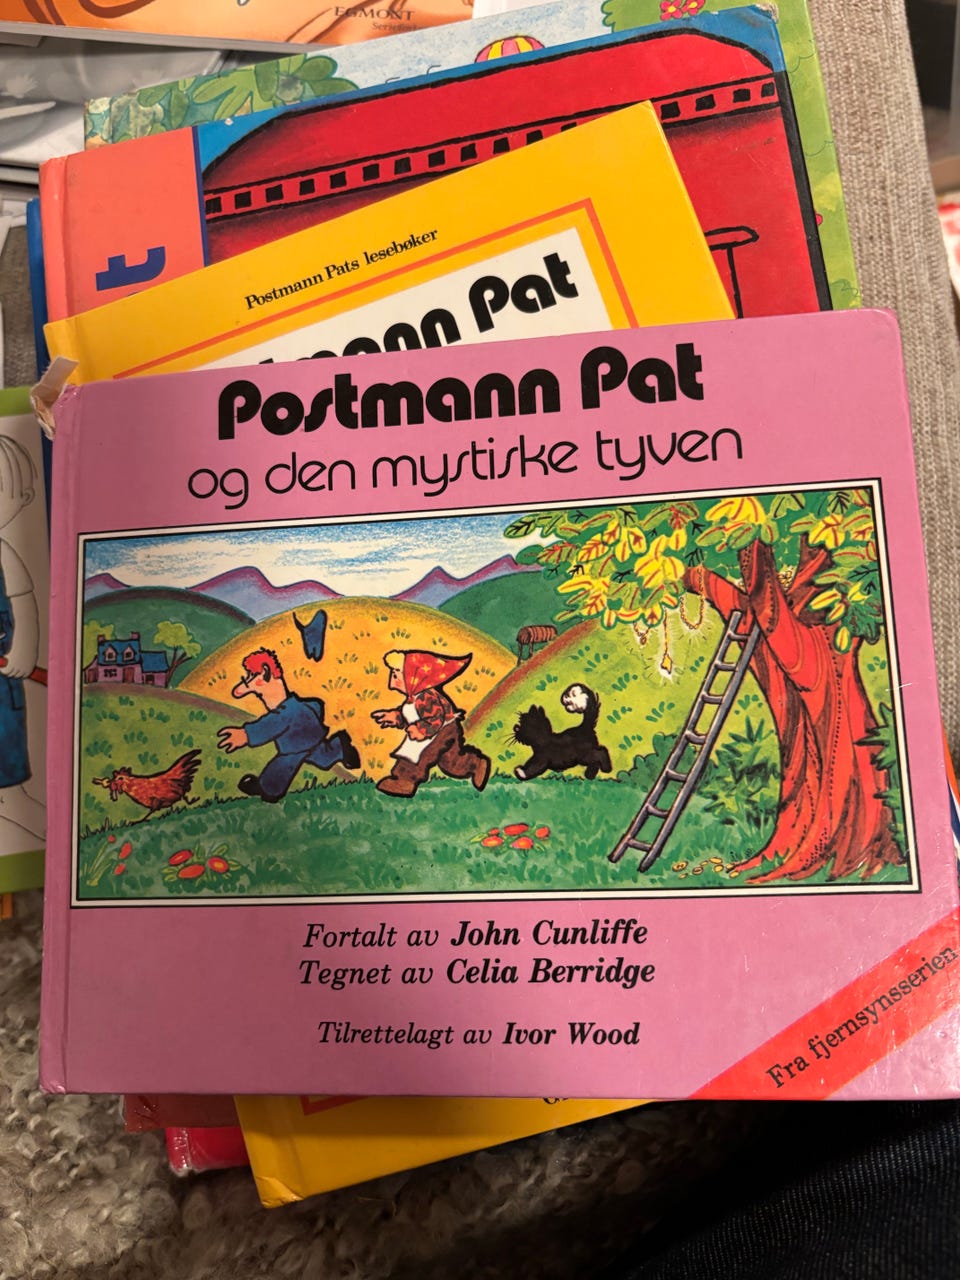 EGMONT
t
Postmann Pats lesebøker
Postmann Pat
Postmann Pat
og den mystiske tyven
Fortalt av John Cunliffe
Tegnet av Celia Berridge
Tilrettelagt av Ivor Wood
Fra fjernsynsserien